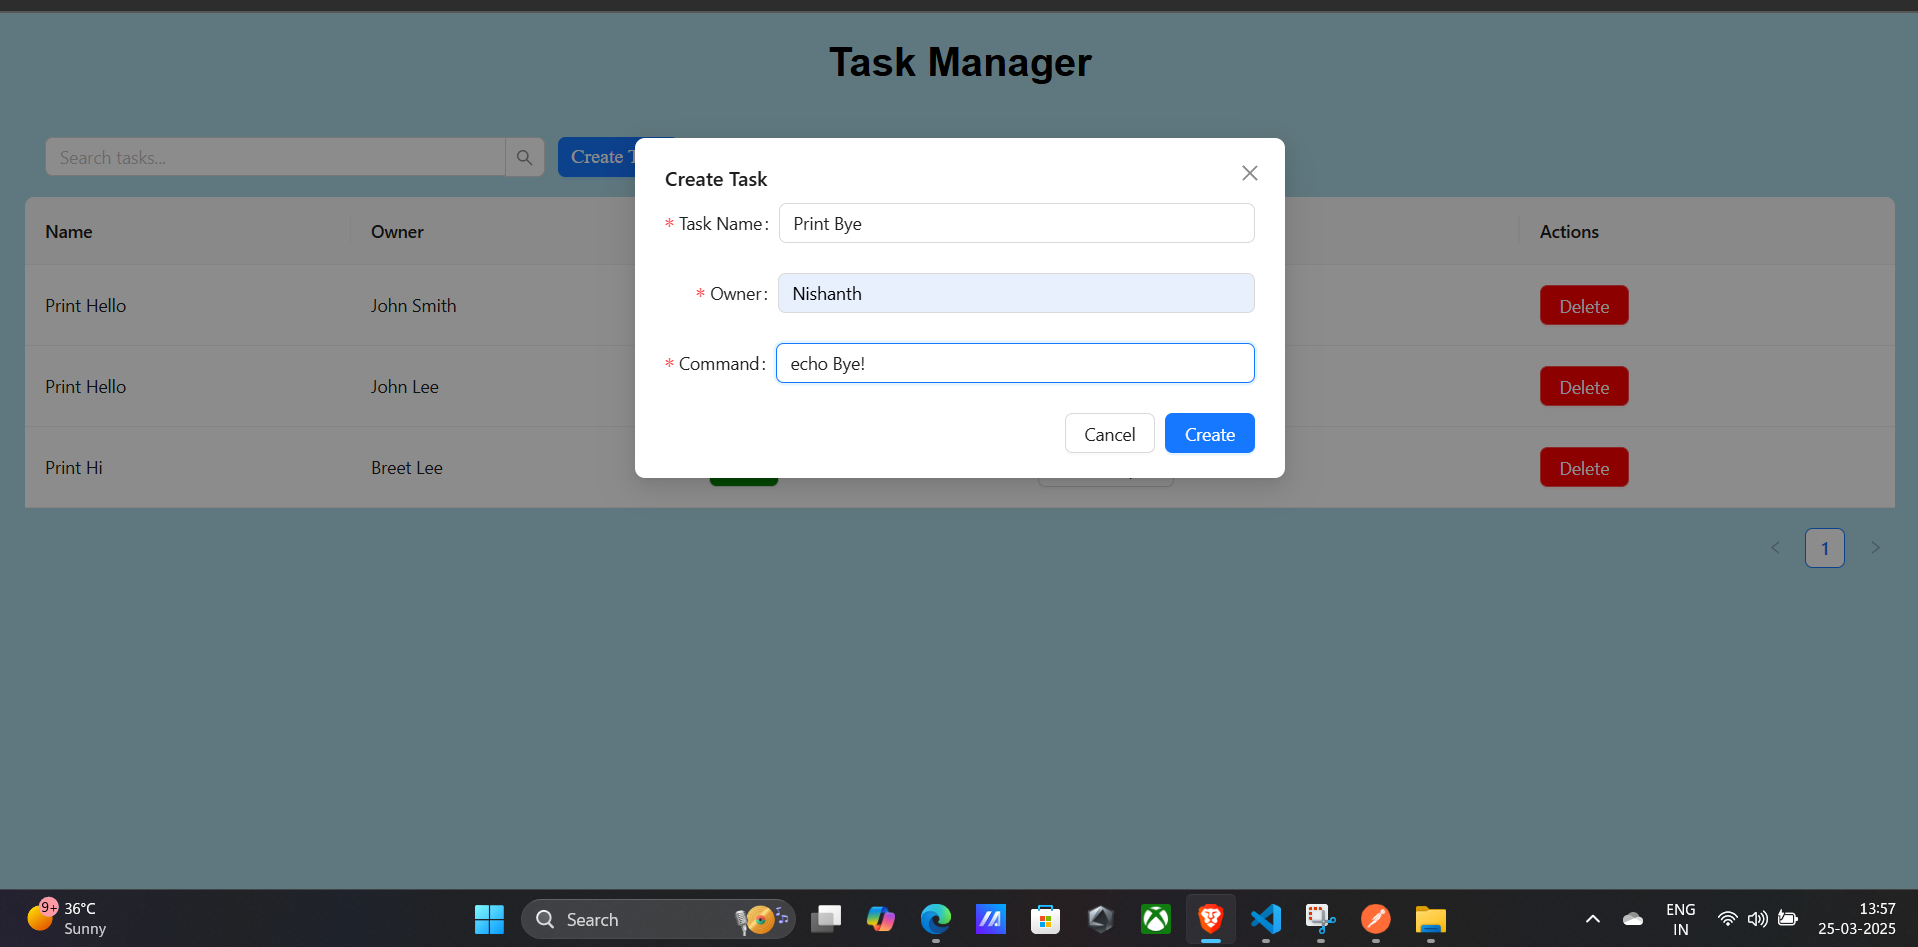 Task Manager
Search tasks...
Create T
Create Task
* Task Name: Print Bye
* Owner: Nishanth
* Command: echo Bye!
Cancel Create
Name Owner Actions
Print Hello John Smith Delete
Print Hello John Lee Delete
Print Hi Breet Lee Delete
1
9+
36°C
Sunny
Search
ENG
IN
13:57
25-03-2025